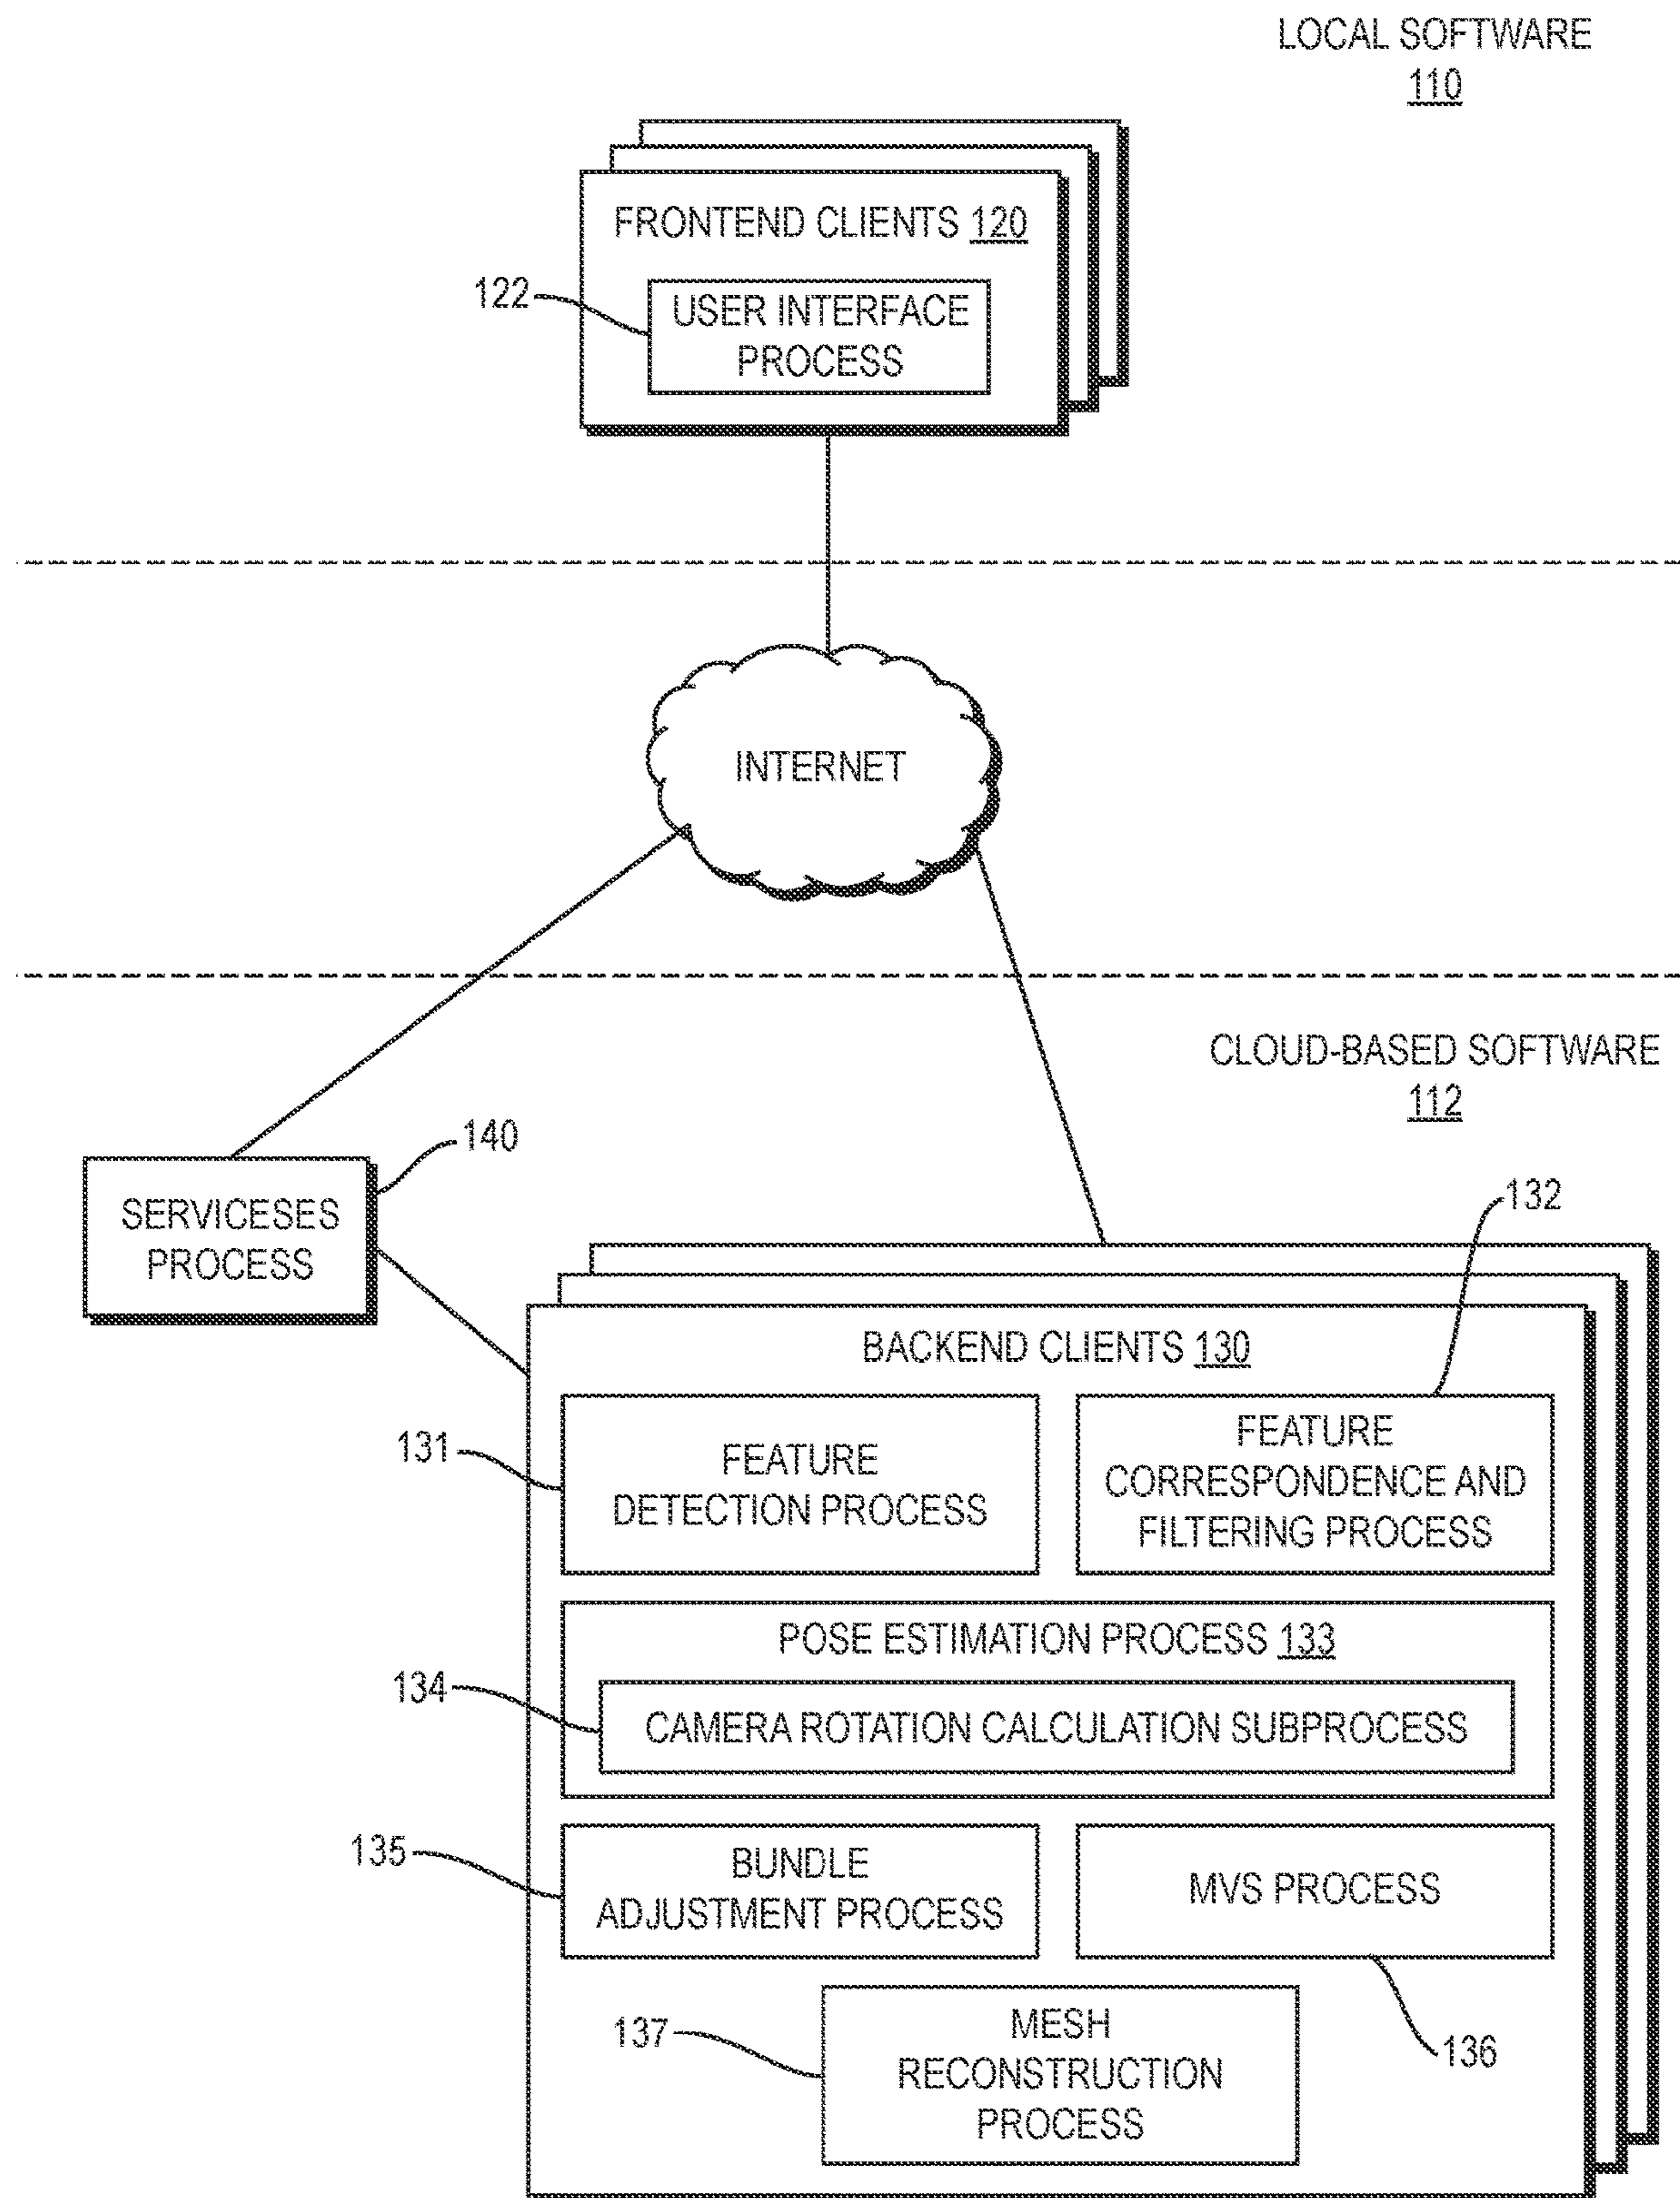 LOCAL SOFTWARE
110
FRONTEND CLIENTS 120
122
USER INTERFACE
PROCESS
INTERNET
CLOUD-BASED SOFTWARE
112
140
SERVICESES
PROCESS
132
BACKEND CLIENTS 130
131
FEATURE
DETECTION PROCESS
FEATURE
CORRESPONDENCE AND
FILTERING PROCESS
POSE ESTIMATION PROCESS 133
134
CAMERA ROTATION CALCULATION SUBPROCESS
135
BUNDLE
ADJUSTMENT PROCESS
MVS PROCESS
136
137
MESH
RECONSTRUCTION
PROCESS